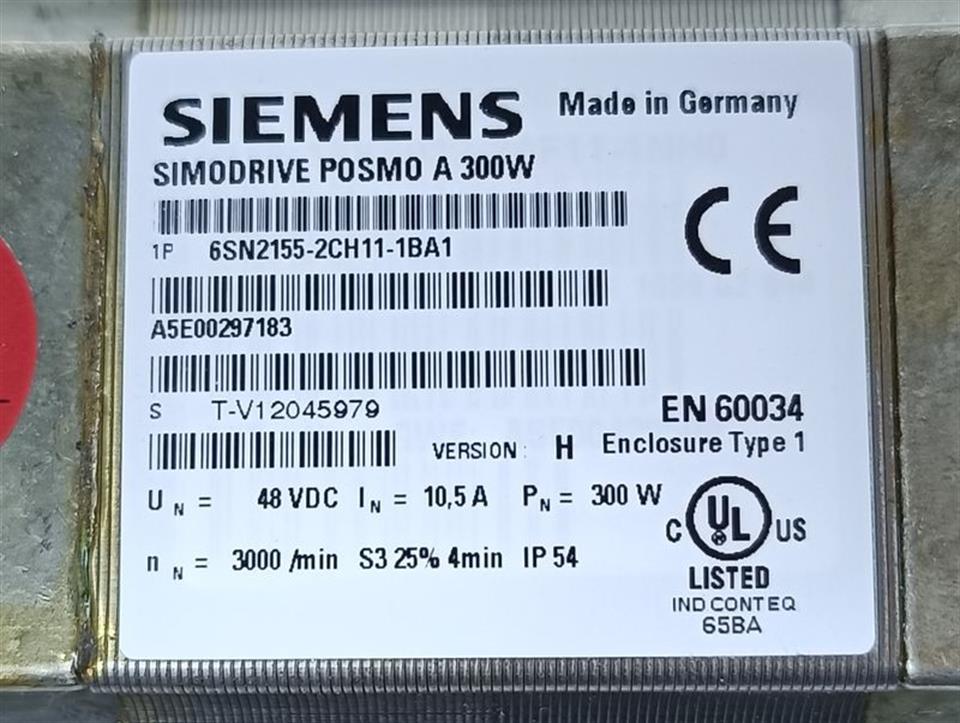 SIEMENS Made in Germany
SIMODRIVE POSMO A 300W
1P 6SN2155-2CH11-1BA1
CE
A5E00297183
S T-V12045979
EN 60034
VERSION: H Enclosure Type 1
U N = 48 VDC I N = 10,5 A P N = 300 W
C UL US
n N = 3000 /min S3 25% 4min IP 54
LISTED
IND CONT EQ
65BA